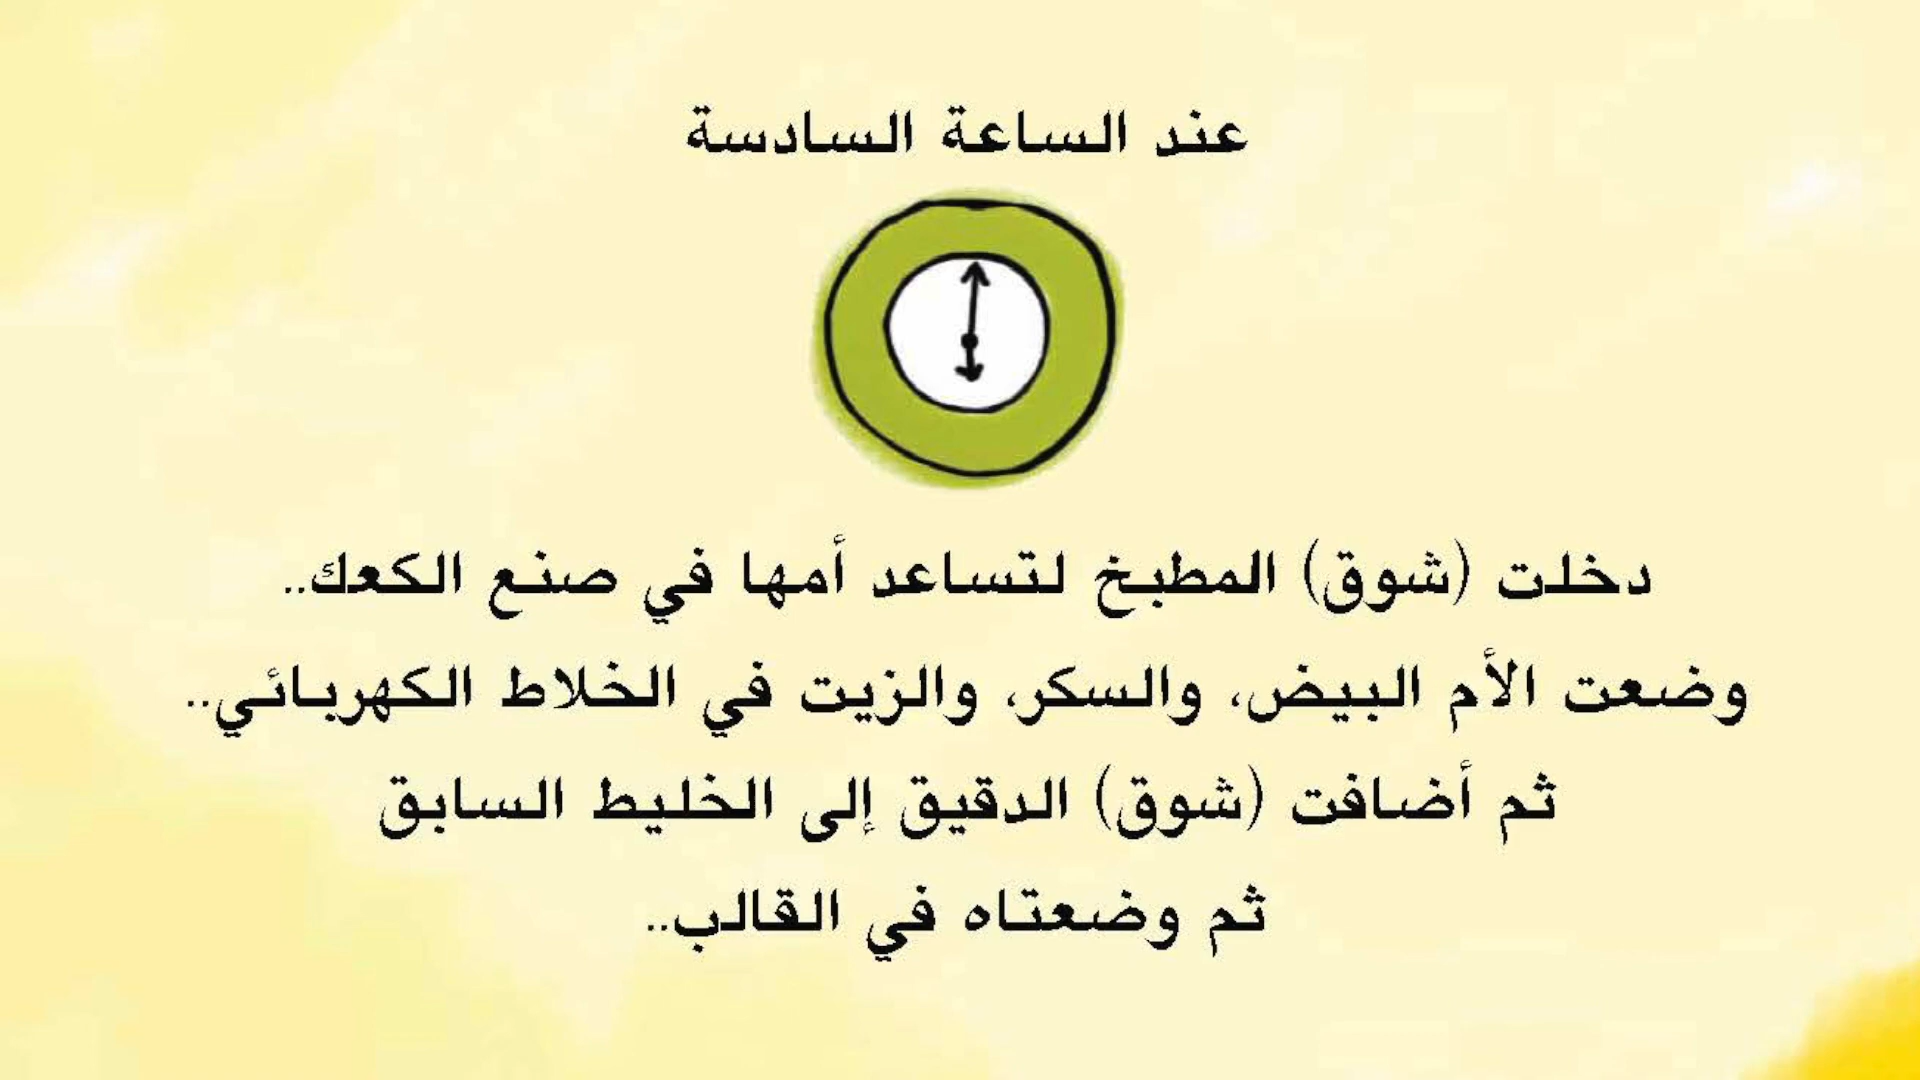 عند الساعة السادسة
دخلت (شوق) المطبخ لتساعد أمها في صنع الكعك..
وضعت الأم البيض، والسكر، والزيت في الخلاط الكهربائي..
ثم أضافت (شوق) الدقيق إلى الخليط السابق
ثم وضعتاه في القالب..